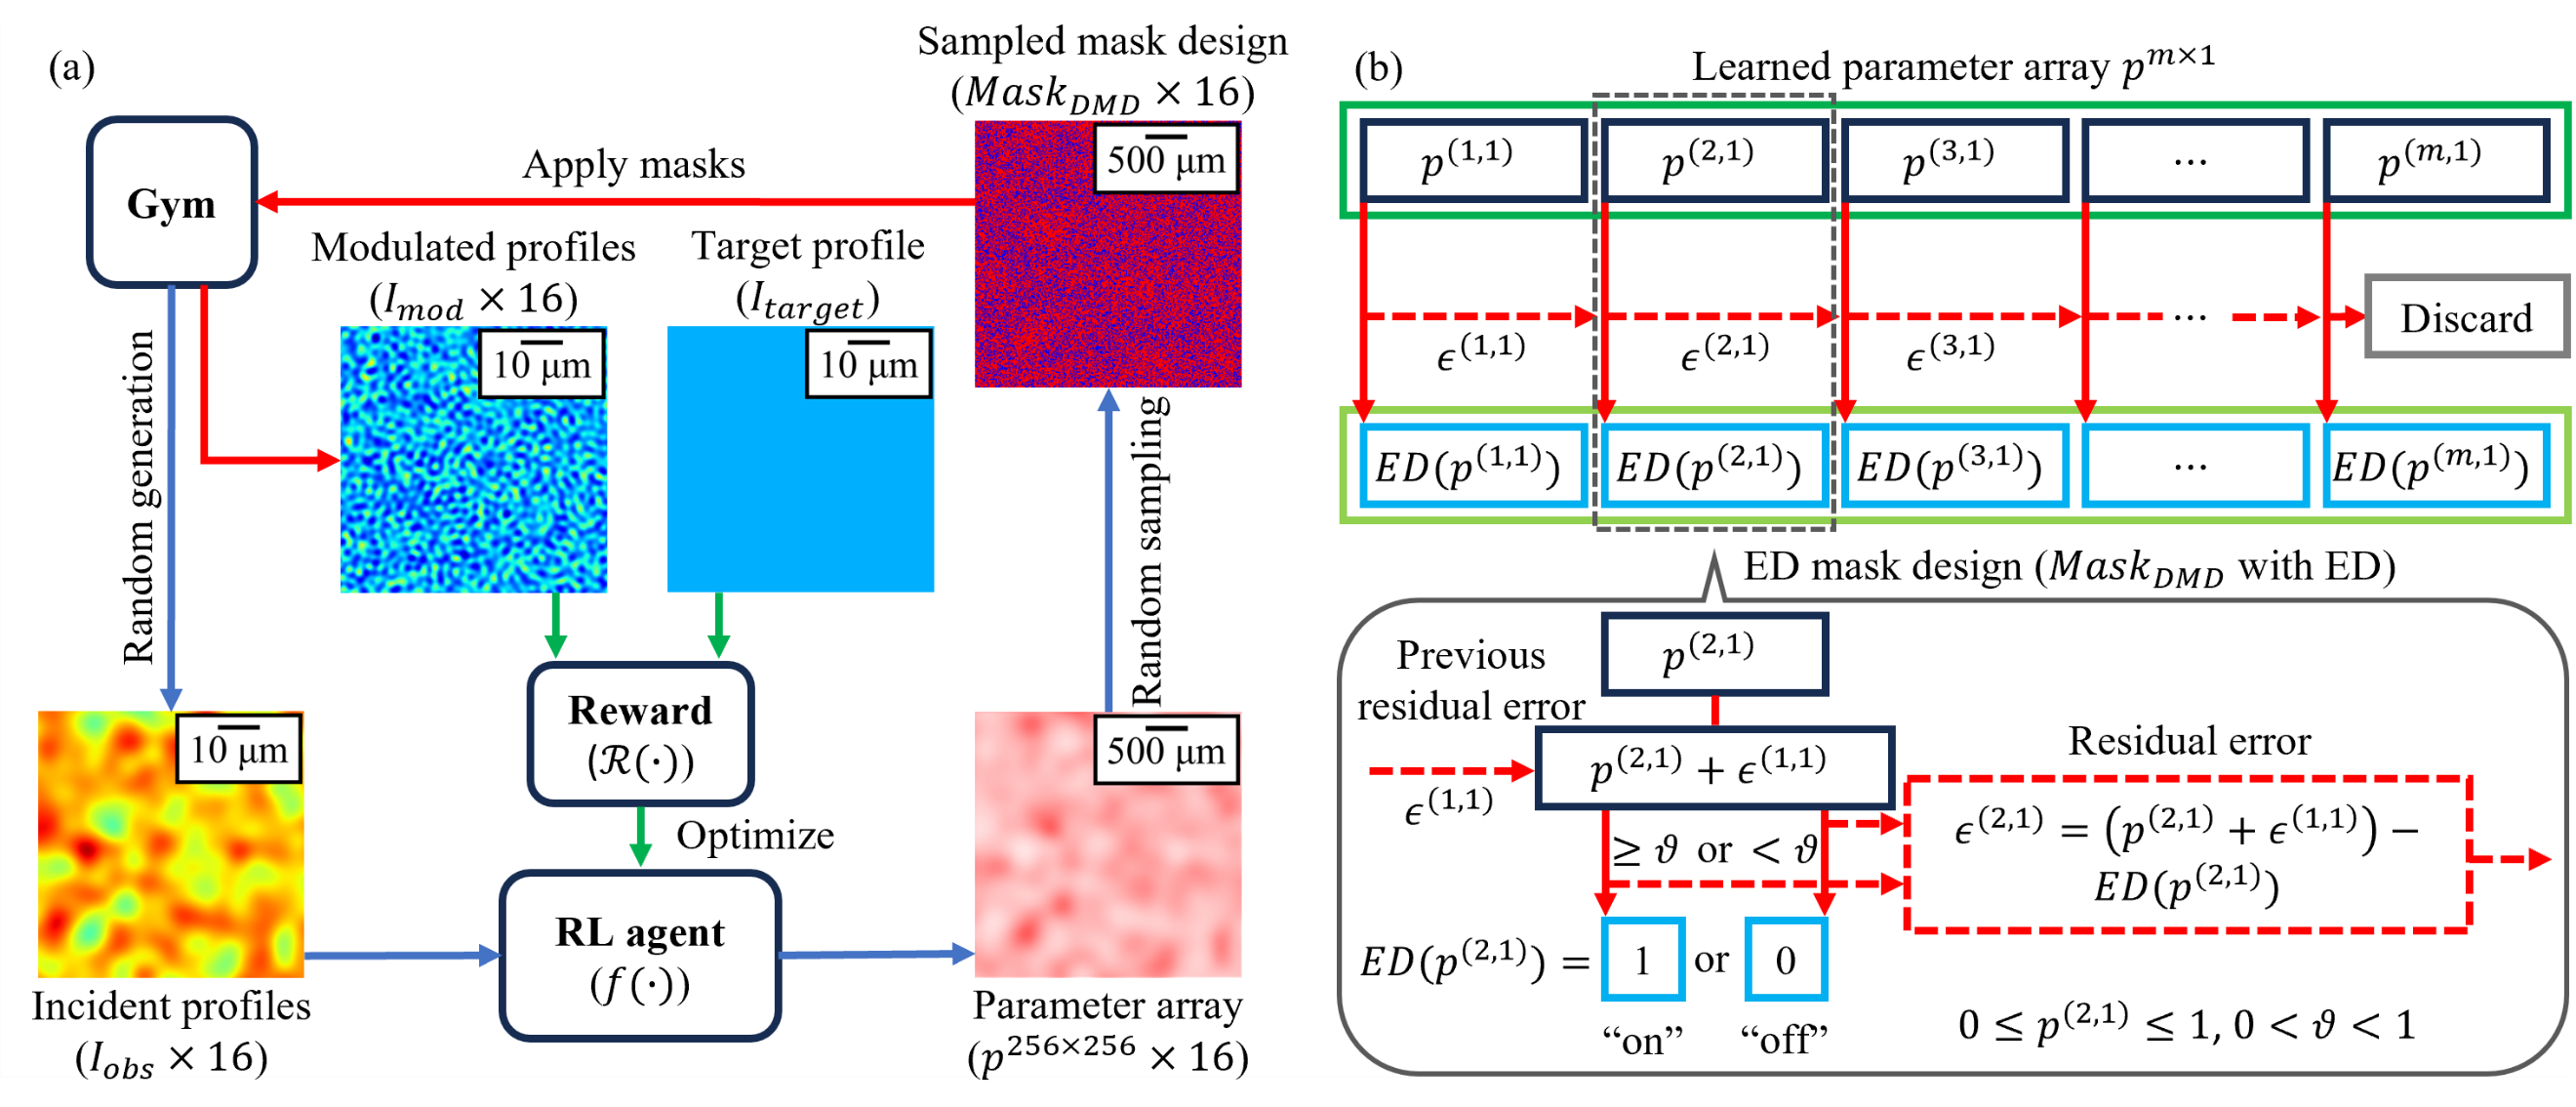 (a)
Sampled mask design
(Mask_DMD × 16)
500 μm
Apply masks
Gym
Modulated profiles
(I_mod × 16)
10 μm
Target profile
(I_target)
10 μm
Random generation
Random sampling
Reward
(ℛ(·))
Optimize
10 μm
500 μm
RL agent
(f(·))
Incident profiles
(I_obs × 16)
Parameter array
(p^{256×256} × 16)
(b)
Learned parameter array p^{m×1}
p^{(1,1)} p^{(2,1)} p^{(3,1)} ... p^{(m,1)}
ϵ^{(1,1)} ϵ^{(2,1)} ϵ^{(3,1)} ... Discard
ED(p^{(1,1)}) ED(p^{(2,1)}) ED(p^{(3,1)}) ... ED(p^{(m,1)})
ED mask design (Mask_DMD with ED)
p^{(2,1)}
Previous
residual error
ϵ^{(1,1)}
p^{(2,1)} + ϵ^{(1,1)}
≥ ϑ or < ϑ
Residual error
ϵ^{(2,1)} = (p^{(2,1)} + ϵ^{(1,1)}) −
ED(p^{(2,1)})
ED(p^{(2,1)}) = 1 or 0
“on” “off”
0 ≤ p^{(2,1)} ≤ 1, 0 < ϑ < 1